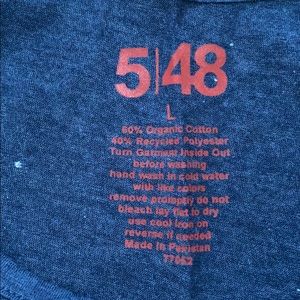 5|48
L
60% Organic Cotton
40% Recycled Polyester
Turn Garment Inside Out
before washing
hand wash in cold water
with like colors
remove promptly do not
bleach lay flat to dry
use cool iron on
reverse if needed
Made in Pakistan